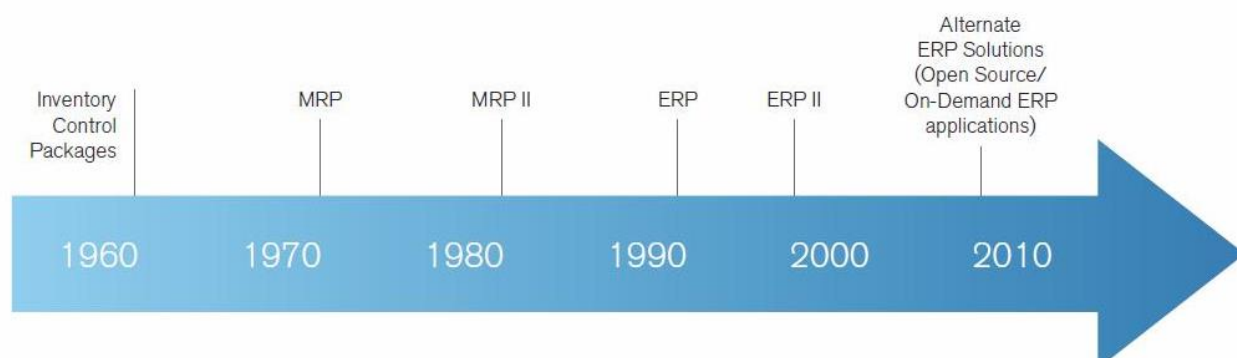 Inventory
Control
Packages
MRP
MRP II
ERP
ERP II
Alternate
ERP Solutions
(Open Source/
On-Demand ERP
applications)
1960
1970
1980
1990
2000
2010